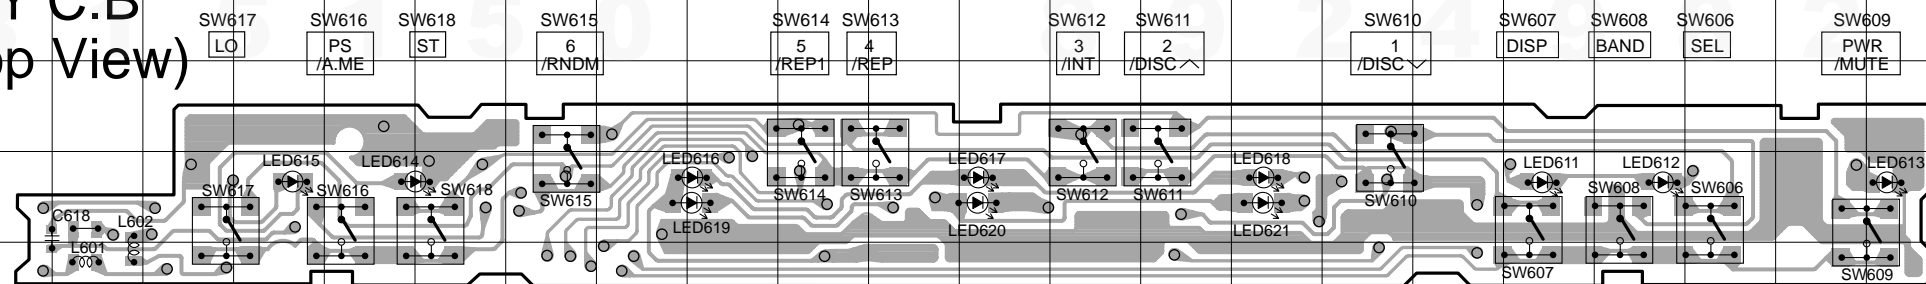 Y C.B
SW617 SW616 SW618 SW615 SW614 SW613 SW612 SW611 SW610 SW607 SW608 SW606 SW609
op View)
LO PS /A.ME ST 6 /RNDM 5 /REP1 4 /REP 3 /INT 2 /DISC 1 /DISC DISP BAND SEL PWR /MUTE
LED615 LED614 LED616 LED617 LED618 LED611 LED612 LED613
SW617 SW616 SW618 SW615 SW614 SW613 SW612 SW611 SW610 SW608 SW606
C618 L602 LED619 LED620 LED621
L601 SW607 SW609